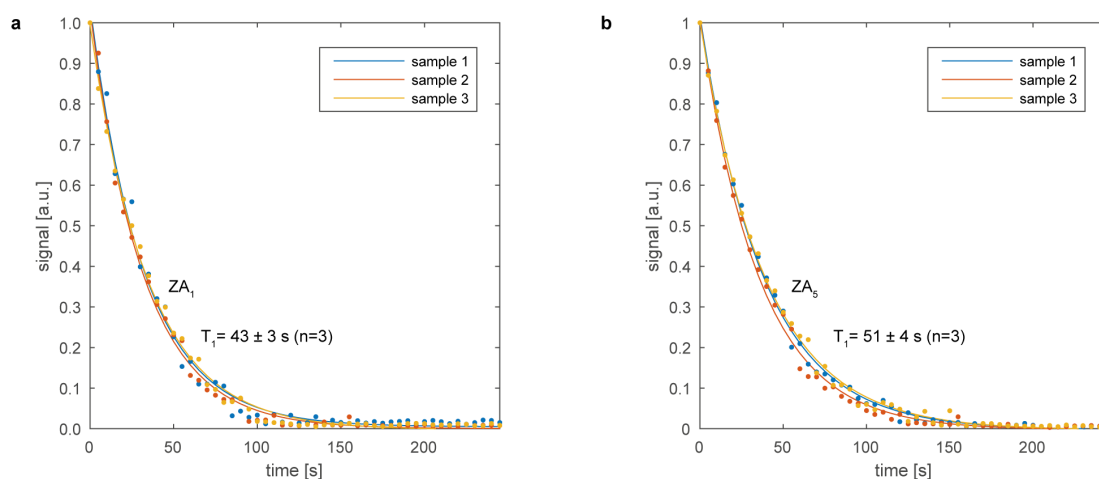 a
1.0
0.9
0.8
0.7
0.6
0.5
0.4
0.3
0.2
0.1
0.0
signal [a.u.]
0
50
100
150
200
time [s]
sample 1
sample 2
sample 3
ZA1
T1= 43 ± 3 s (n=3)
b
1.0
0.9
0.8
0.7
0.6
0.5
0.4
0.3
0.2
0.1
0
signal [a.u.]
0
50
100
150
200
time [s]
sample 1
sample 2
sample 3
ZA5
T1= 51 ± 4 s (n=3)